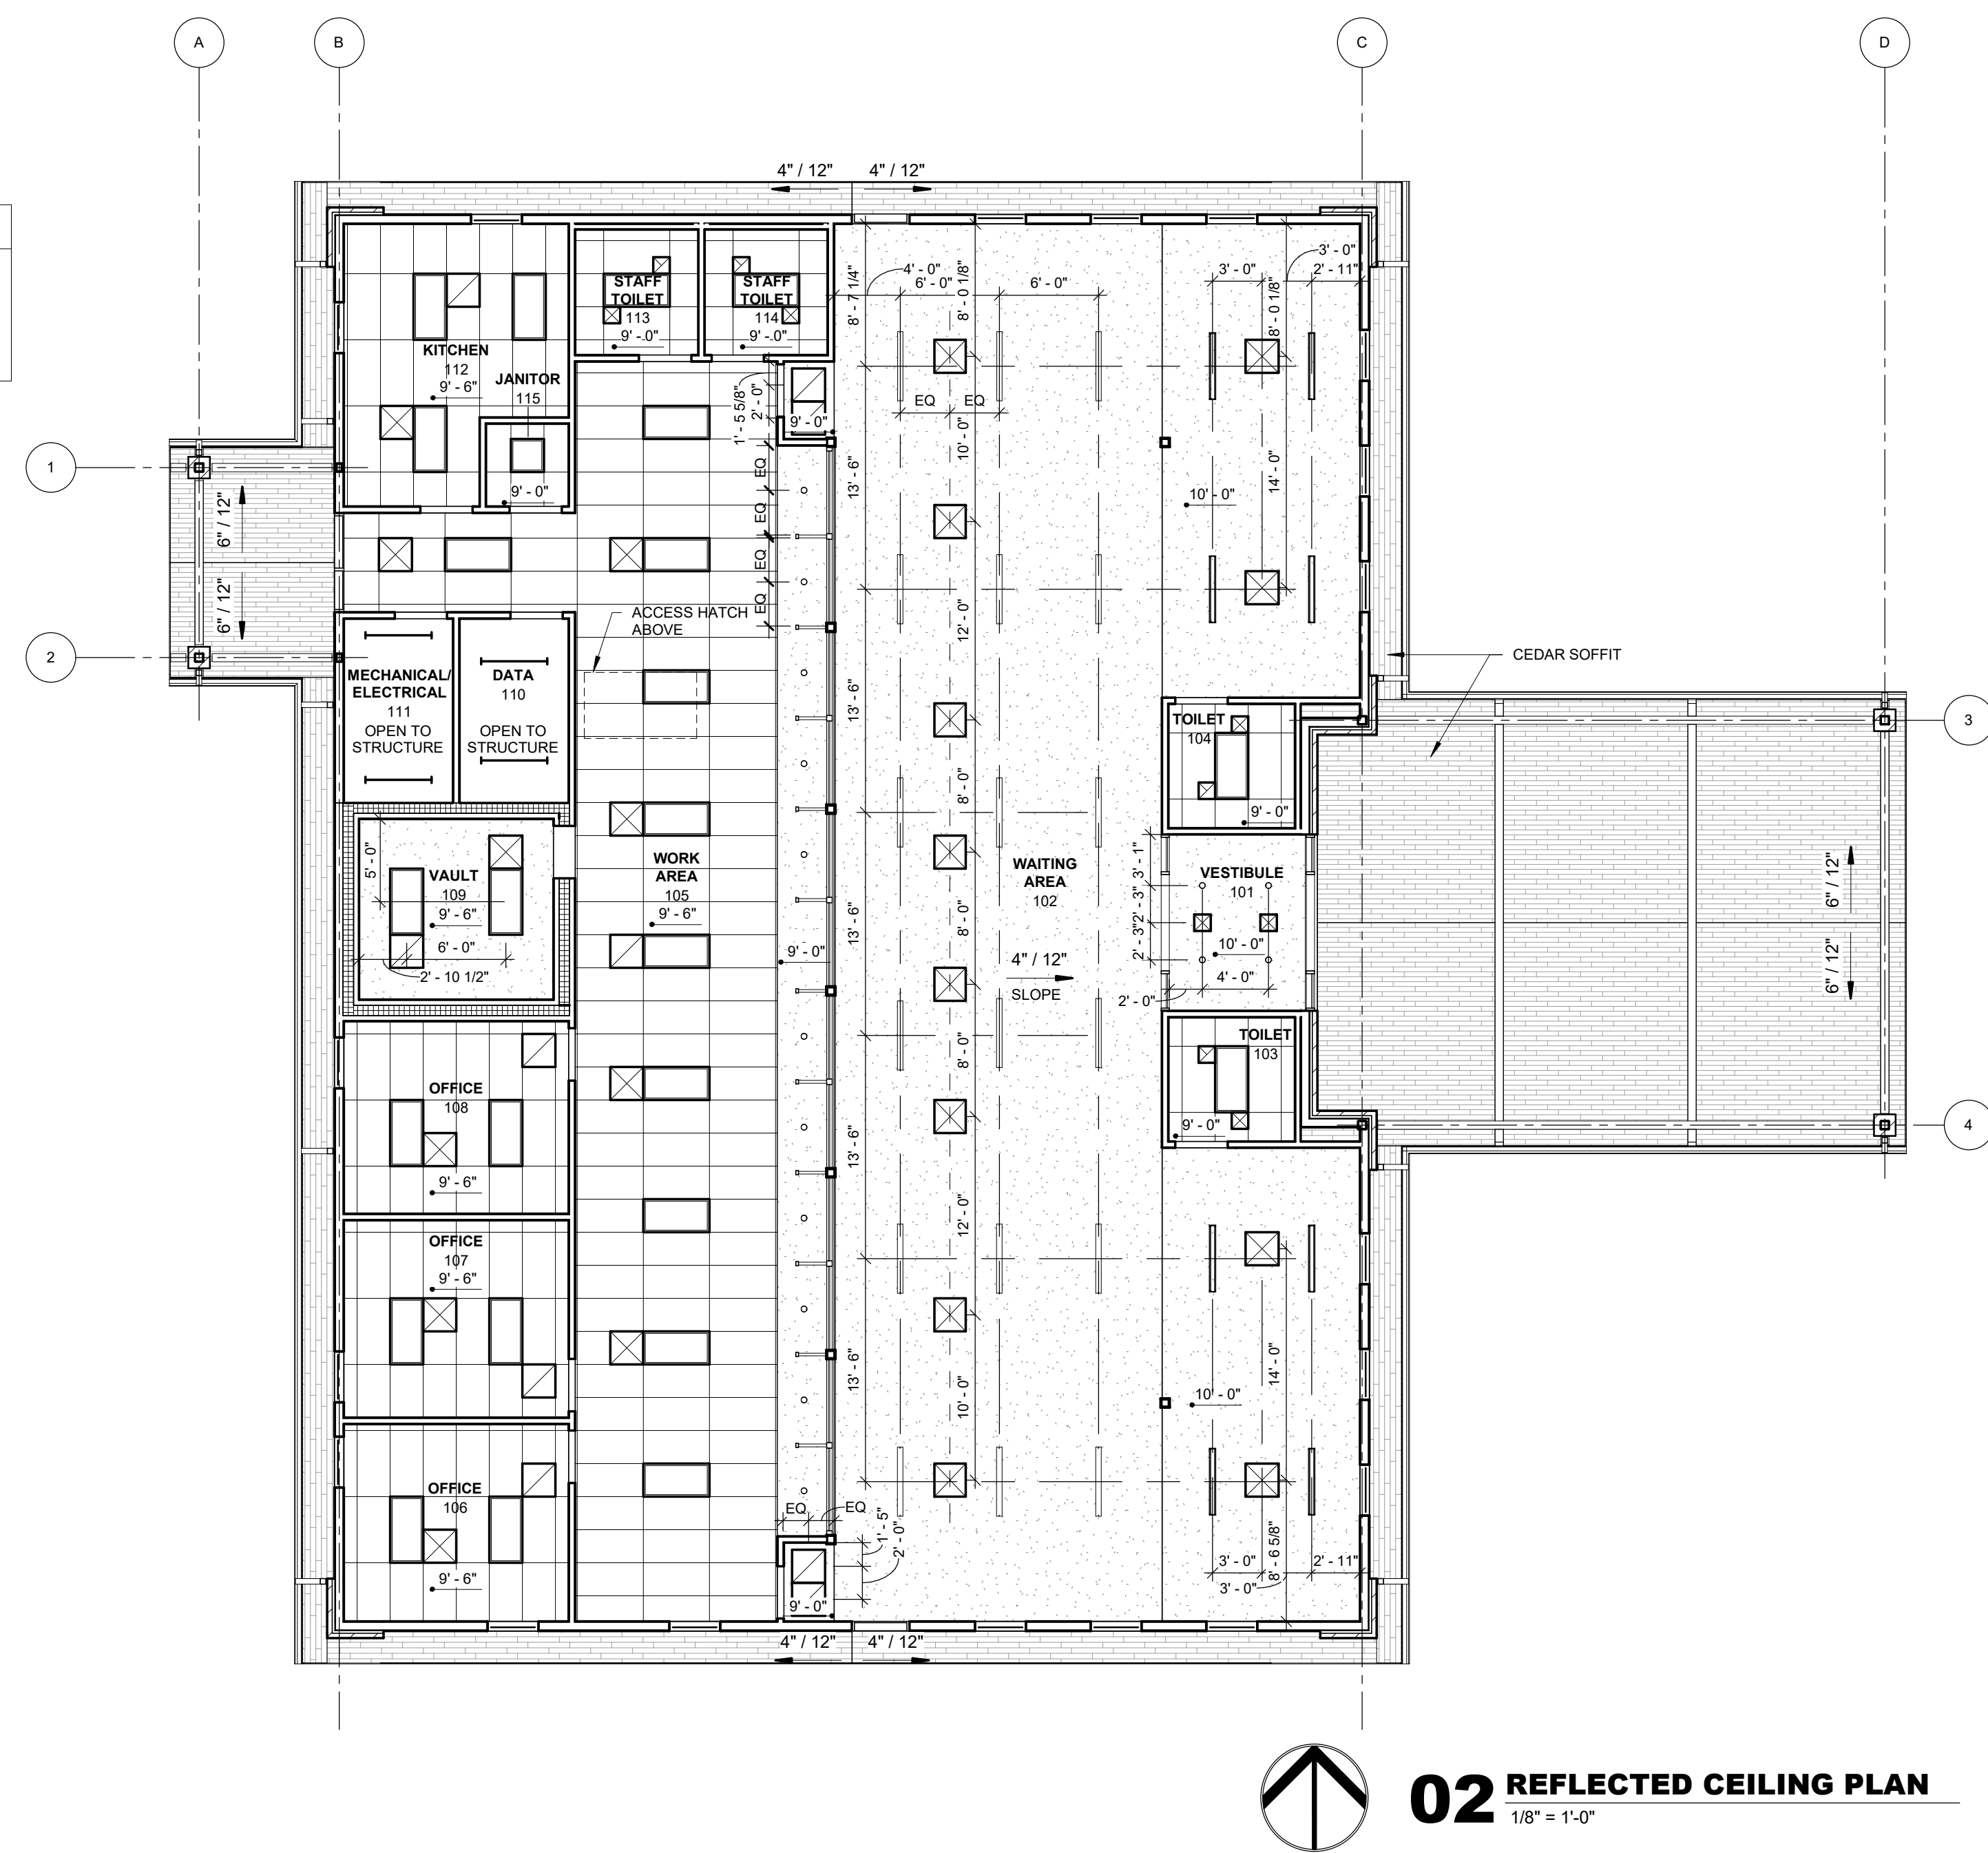 A
B
C
D
4" / 12"
4" / 12"
3' - 0"
4' - 0"
6' - 0"
6' - 0"
3' - 0"
2' - 11"
8' - 7 1/4"
8' - 0 1/8"
8' - 0 1/8"
STAFF
TOILET
113
9' - 0"
STAFF
TOILET
114
9' - 0"
KITCHEN
112
9' - 6"
JANITOR
115
9' - 0"
1' - 5 5/8"
2' - 0"
9' - 0"
EQ
EQ
EQ
EQ
EQ
EQ
10' - 0"
13' - 6"
14' - 0"
10' - 0"
1
6" / 12"
6" / 12"
2
ACCESS HATCH
ABOVE
12' - 0"
CEDAR SOFFIT
MECHANICAL/
ELECTRICAL
111
OPEN TO
STRUCTURE
DATA
110
OPEN TO
STRUCTURE
13' - 6"
TOILET
104
9' - 0"
3
8' - 0"
5' - 0"
VAULT
109
9' - 6"
6' - 0"
2' - 10 1/2"
WORK
AREA
105
9' - 6"
9' - 0"
13' - 6"
8' - 0"
WAITING
AREA
102
4" / 12"
SLOPE
3' - 1"
2' - 3"
2' - 3"
VESTIBULE
101
10' - 0"
4' - 0"
2' - 0"
6" / 12"
6" / 12"
8' - 0"
TOILET
103
9' - 0"
4
OFFICE
108
9' - 6"
13' - 6"
12' - 0"
OFFICE
107
9' - 6"
13' - 6"
10' - 0"
14' - 0"
10' - 0"
OFFICE
106
9' - 6"
EQ
EQ
1' - 5"
2' - 0"
9' - 0"
8' - 6 5/8"
3' - 0"
2' - 11"
3' - 0"
4" / 12"
4" / 12"
02 REFLECTED CEILING PLAN
1/8" = 1'-0"